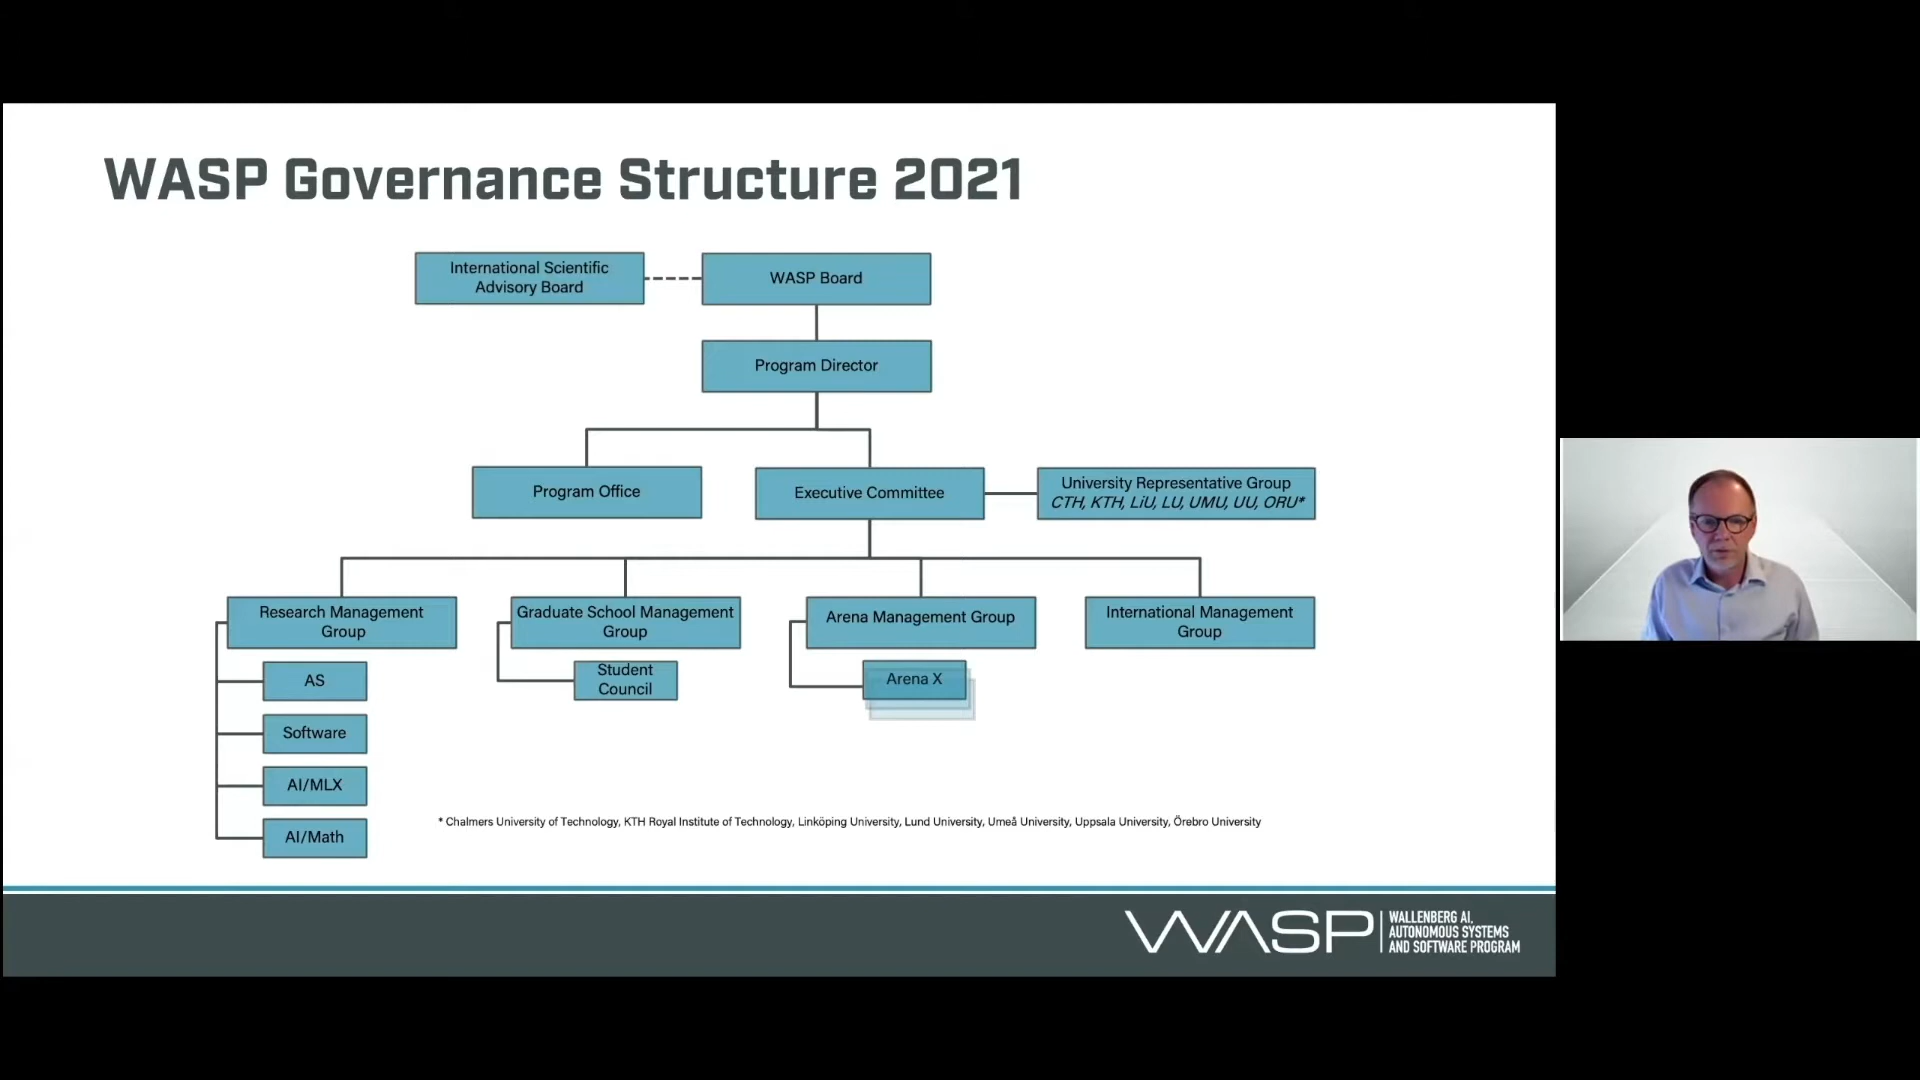 WASP Governance Structure 2021
International Scientific
Advisory Board
WASP Board
Program Director
Program Office
Executive Committee
University Representative Group
CTH, KTH, LiU, LU, UMU, UU, ORU*
Research Management
Group
Graduate School Management
Group
Arena Management Group
International Management
Group
AS
Student
Council
Arena X
Software
AI/MLX
AI/Math
* Chalmers University of Technology, KTH Royal Institute of Technology, Linköping University, Lund University, Umeå University, Uppsala University, Örebro University
WASP
WALLENBERG AI,
AUTONOMOUS SYSTEMS
AND SOFTWARE PROGRAM